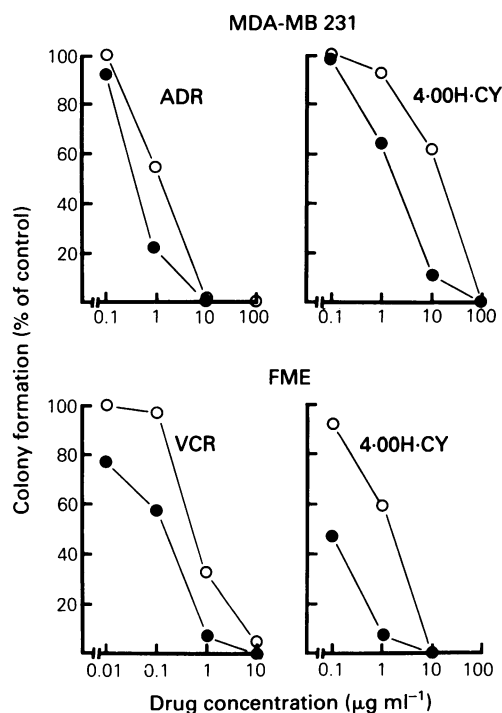 MDA-MB 231
ADR
4·00H·CY
100
80
60
40
20
0.1 1 10 100
0.1 1 10 100
FME
VCR
4·00H·CY
100
80
60
40
20
0.01 0.1 1 10
0.1 1 10 100
Colony formation (% of control)
Drug concentration (μg ml⁻¹)